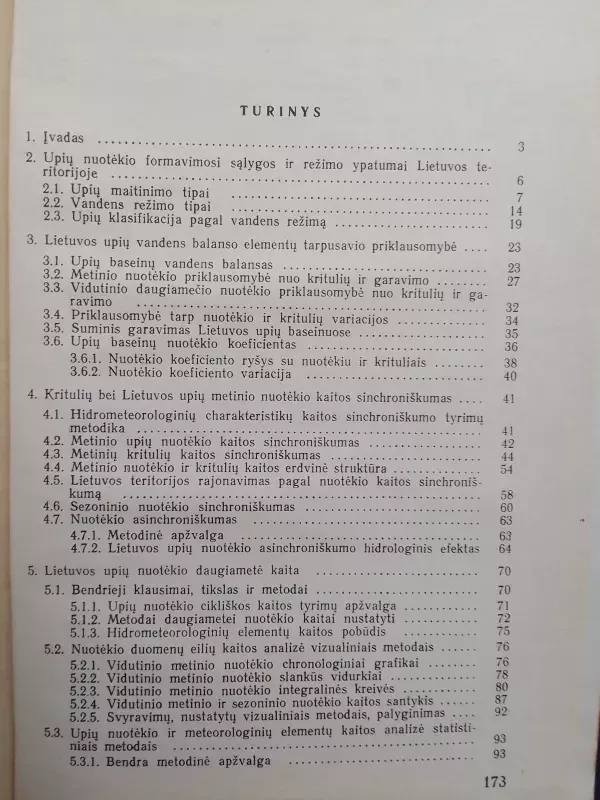 TURINYS
1. Įvadas ........ 3
2. Upių nuotėkio formavimosi sąlygos ir režimo ypatumai Lietuvos te-
ritorijoje ........ 6
2.1. Upių maitinimo tipai ........ 7
2.2. Vandens režimo tipai ........ 14
2.3. Upių klasifikacija pagal vandens režimą ........ 19
3. Lietuvos upių vandens balanso elementų tarpusavio priklausomybė .... 23
3.1. Upių baseinų vandens balansas ........ 23
3.2. Metinio nuotėkio priklausomybė nuo kritulių ir garavimo ........ 27
3.3. Vidutinio daugiamečio nuotėkio priklausomybė nuo kritulių ir ga-
ravimo ........ 32
3.4. Priklausomybė tarp nuotėkio ir kritulių variacijos ........ 34
3.5. Suminis garavimas Lietuvos upių baseinuose ........ 35
3.6. Upių baseinų nuotėkio koeficientas ........ 36
3.6.1. Nuotėkio koeficiento ryšys su nuotėkiu ir krituliais ........ 38
3.6.2. Nuotėkio koeficiento variacija ........ 40
4. Kritulių bei Lietuvos upių metinio nuotėkio kaitos sinchroniškumas .... 41
4.1. Hidrometeorologinių charakteristikų kaitos sinchroniškumo tyrimų
metodika ........ 41
4.2. Metinio upių nuotėkio kaitos sinchroniškumas ........ 42
4.3. Metinių kritulių kaitos sinchroniškumas ........ 44
4.4. Metinio nuotėkio ir kritulių kaitos erdvinė struktūra ........ 54
4.5. Lietuvos teritorijos rajonavimas pagal nuotėkio kaitos sinchroniš-
kumą ........ 58
4.6. Sezoninio nuotėkio sinchroniškumas ........ 60
4.7. Nuotėkio asinchroniškumas ........ 63
4.7.1. Metodinė apžvalga ........ 63
4.7.2. Lietuvos upių nuotėkio asinchroniškumo hidrologinis efektas 64
5. Lietuvos upių nuotėkio daugiametė kaita ........ 70
5.1. Bendrieji klausimai, tikslas ir metodai ........ 70
5.1.1. Upių nuotėkio cikliškos kaitos tyrimų apžvalga ........ 71
5.1.2. Metodai daugiametei nuotėkio kaitai nustatyti ........ 72
5.1.3. Hidrometeorologinių elementų kaitos pobūdis ........ 75
5.2. Nuotėkio duomenų eilių kaitos analizė vizualiniais metodais .... 76
5.2.1. Vidutinio metinio nuotėkio chronologiniai grafikai .... 76
5.2.2. Vidutinio metinio nuotėkio slankūs vidurkiai ........ 78
5.2.3. Vidutinio metinio nuotėkio integralinės kreivės ........ 80
5.2.4. Vidutinio metinio ir sezoninio nuotėkio kaitos santykis .... 87
5.2.5. Svyravimų, nustatytų vizualiniais metodais, palyginimas .... 92
5.3. Upių nuotėkio ir meteorologinių elementų kaitos analizė statisti-
niais metodais ........ 93
5.3.1. Bendra metodinė apžvalga ........ 93
173